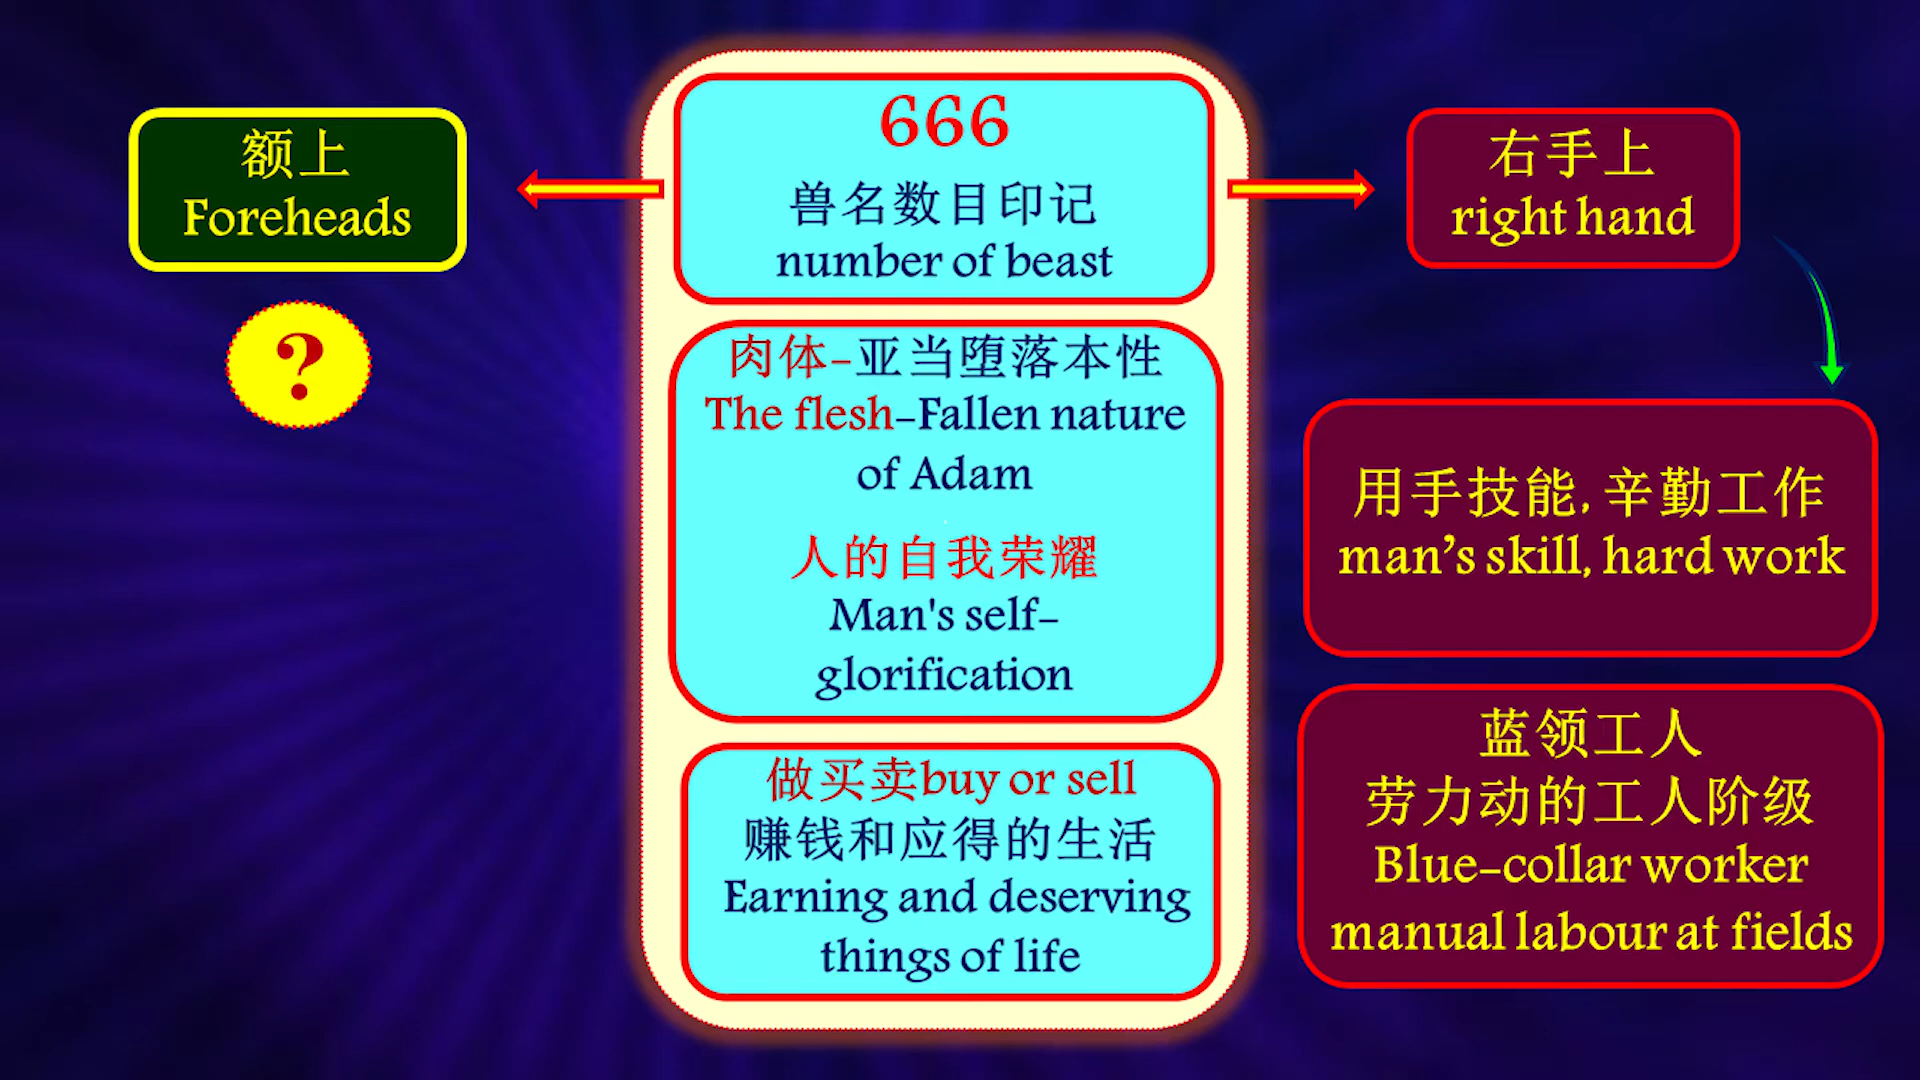 额上
Foreheads
?
666
兽名数目印记
number of beast
肉体-亚当堕落本性
The flesh-Fallen nature
of Adam
人的自我荣耀
Man's self-
glorification
做买卖buy or sell
赚钱和应得的生活
Earning and deserving
things of life
右手上
right hand
用手技能,辛勤工作
man’s skill, hard work
蓝领工人
劳力动的工人阶级
Blue-collar worker
manual labour at fields